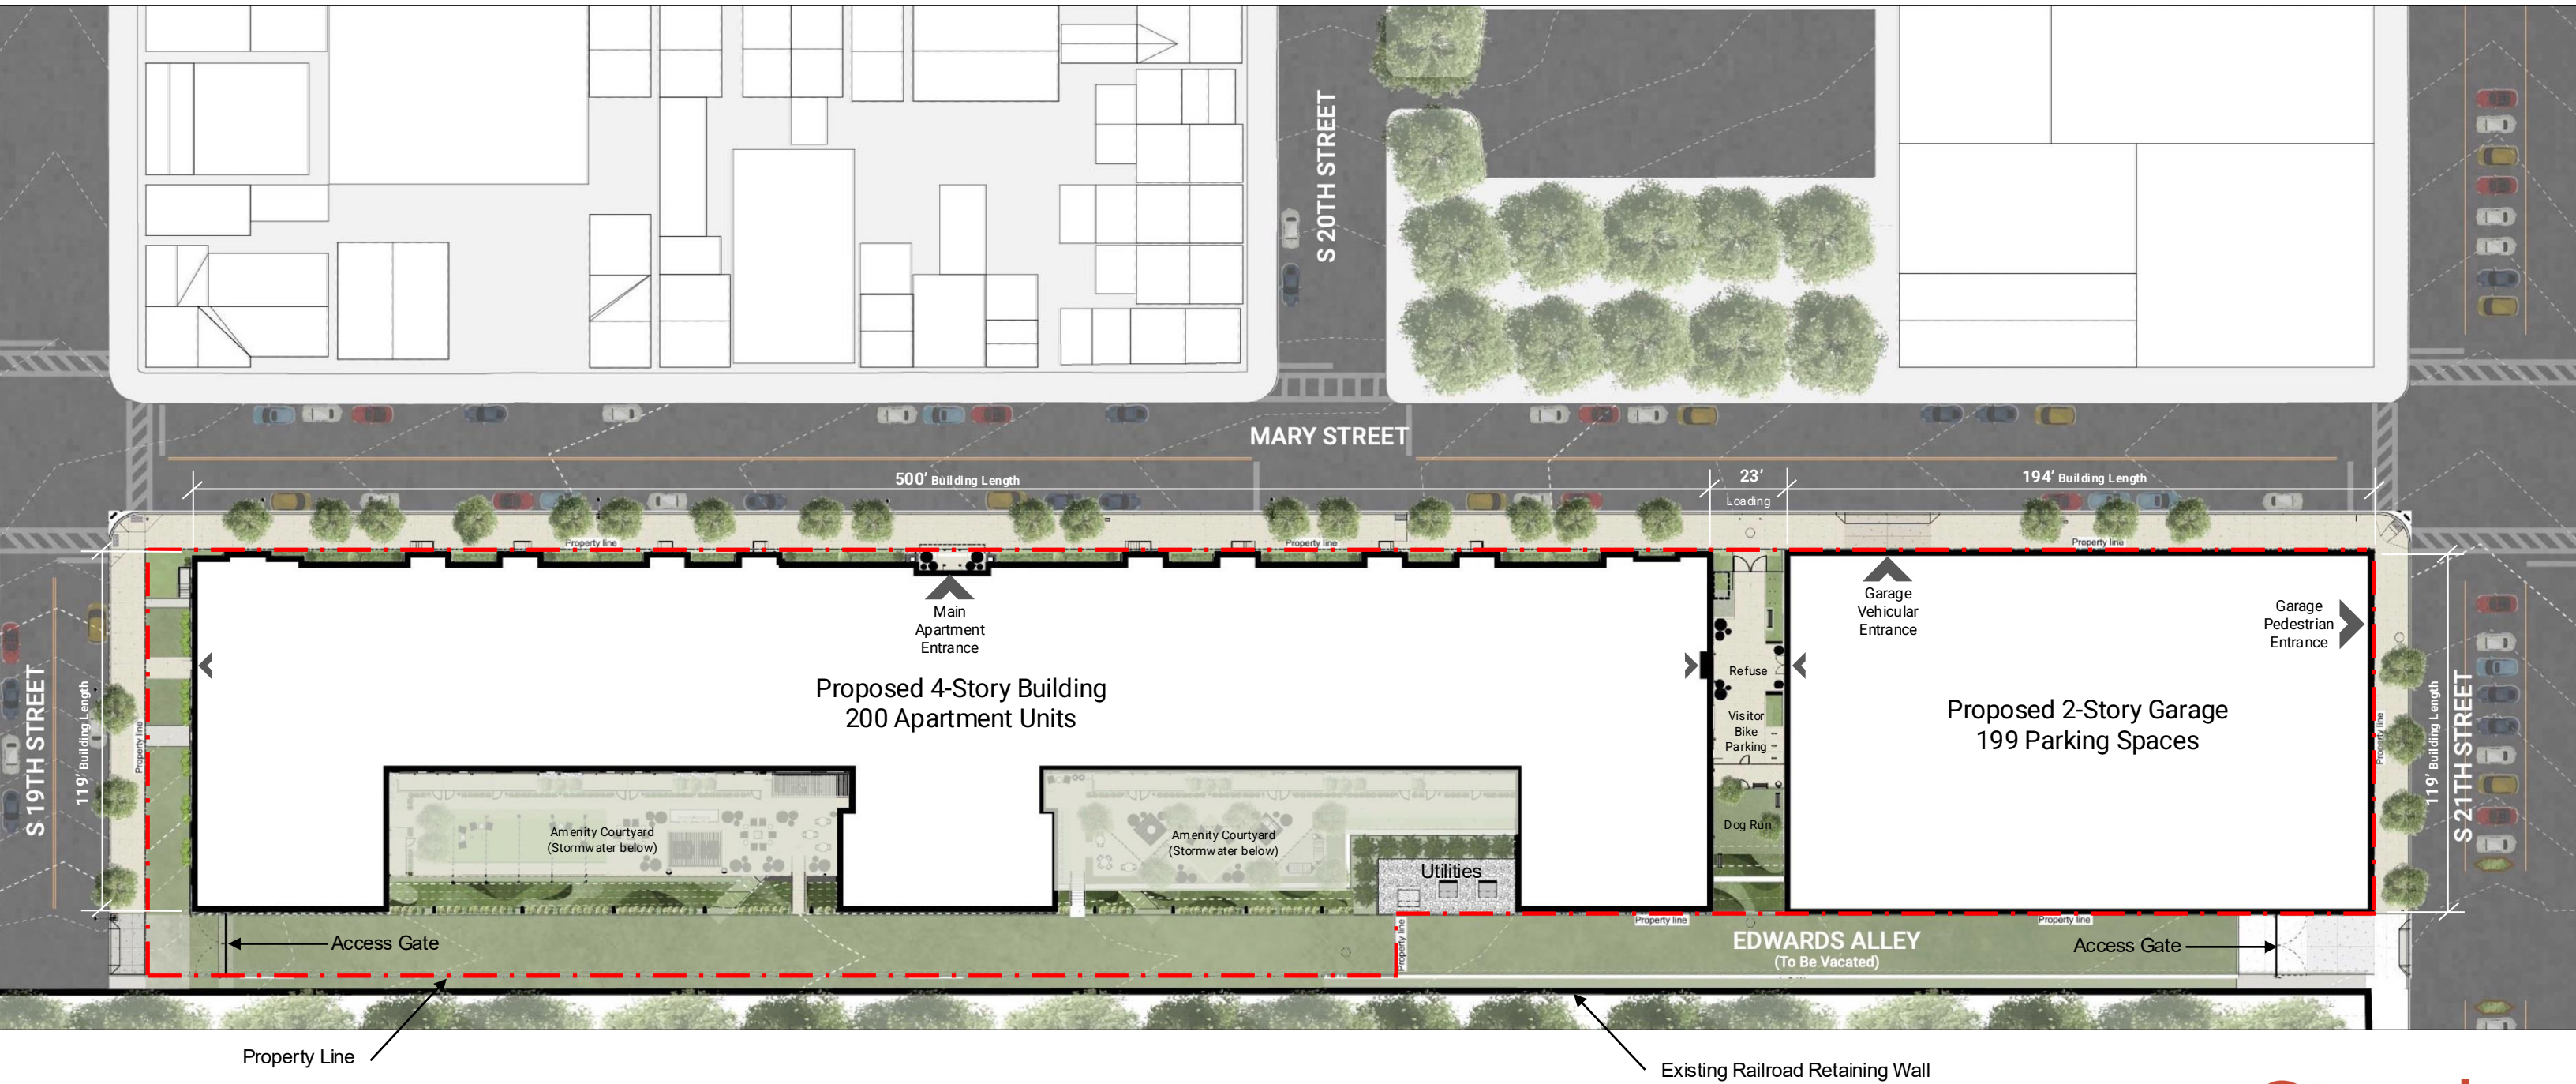 S 20TH STREET
MARY STREET
500' Building Length
23'
194' Building Length
Loading
Property line
Property line
Property line
Main
Apartment
Entrance
Garage
Vehicular
Entrance
Garage
Pedestrian
Entrance
Proposed 4-Story Building
200 Apartment Units
Refuse
Visitor
Bike
Parking
Proposed 2-Story Garage
199 Parking Spaces
S 19TH STREET
119' Building Length
Property line
Property line
119' Building Length
S 21TH STREET
Amenity Courtyard
(Stormwater below)
Amenity Courtyard
(Stormwater below)
Dog Run
Utilities
Property line
Property line
Property line
Access Gate
EDWARDS ALLEY
(To Be Vacated)
Access Gate
Property Line
Existing Railroad Retaining Wall